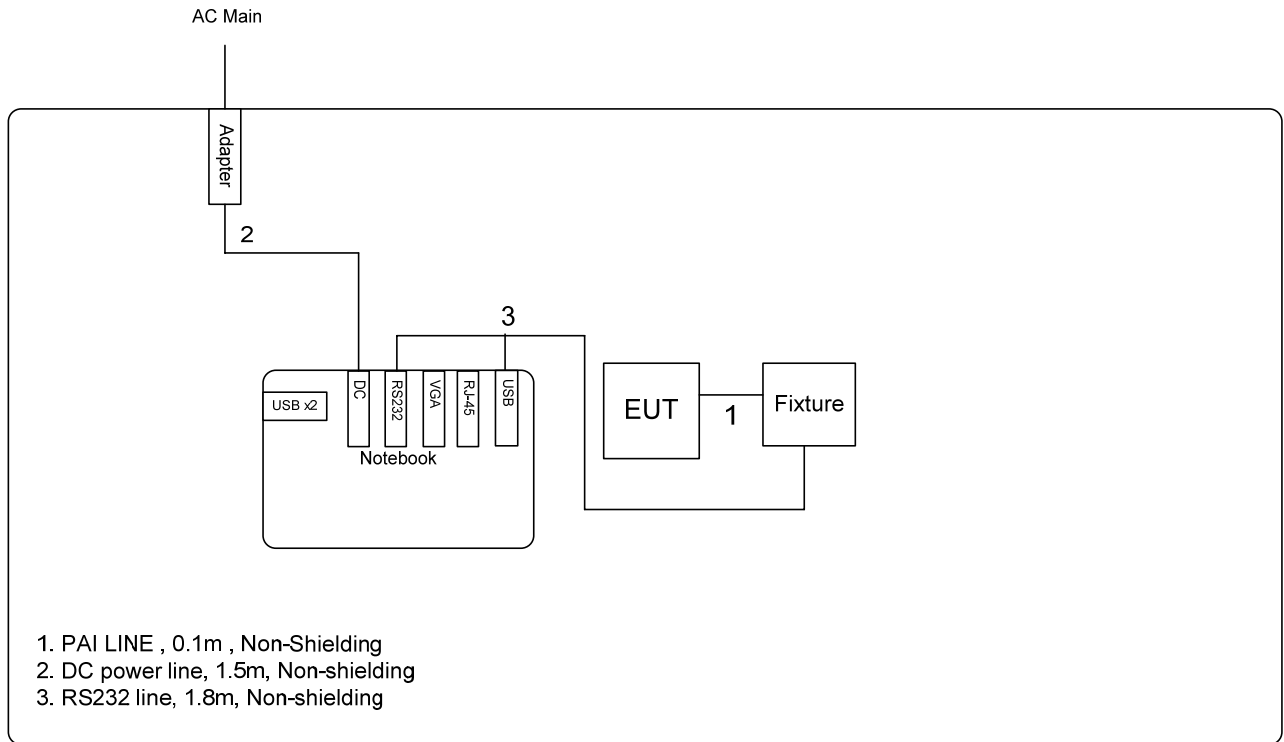 AC Main
Adapter
2
3
USB x2
DC
RS232
VGA
RJ-45
USB
Notebook
EUT
1
Fixture
1. PAI LINE , 0.1m , Non-Shielding
2. DC power line, 1.5m, Non-shielding
3. RS232 line, 1.8m, Non-shielding